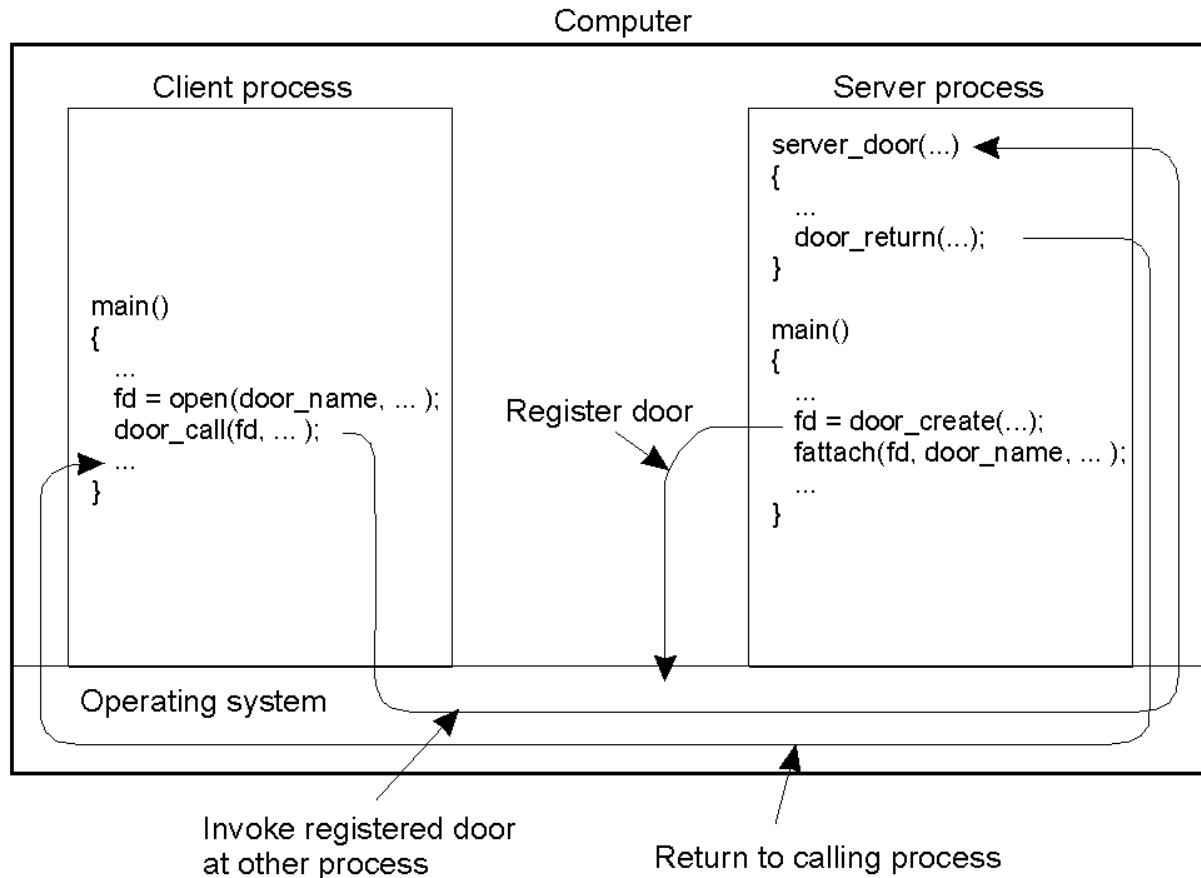 Computer
Client process
main()
{
...
fd = open(door_name, ... );
door_call(fd, ... );
...
}
Server process
server_door(...)
{
...
door_return(...);
}
main()
{
...
fd = door_create(...);
fattach(fd, door_name, ... );
...
}
Register door
Operating system
Invoke registered door
at other process
Return to calling process